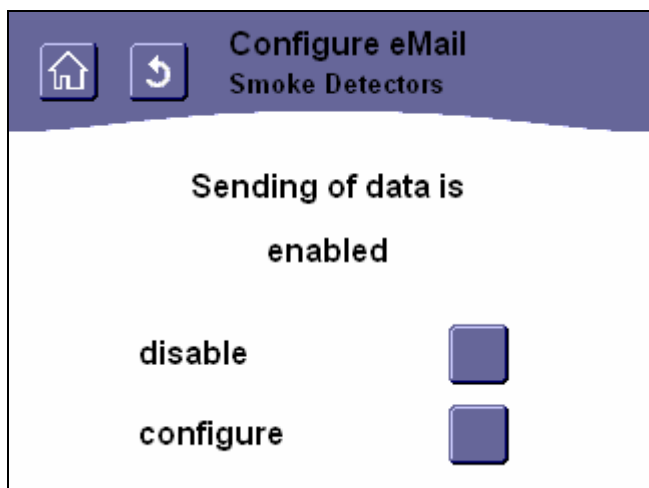 Configure eMail
Smoke Detectors
Sending of data is
enabled
disable
configure